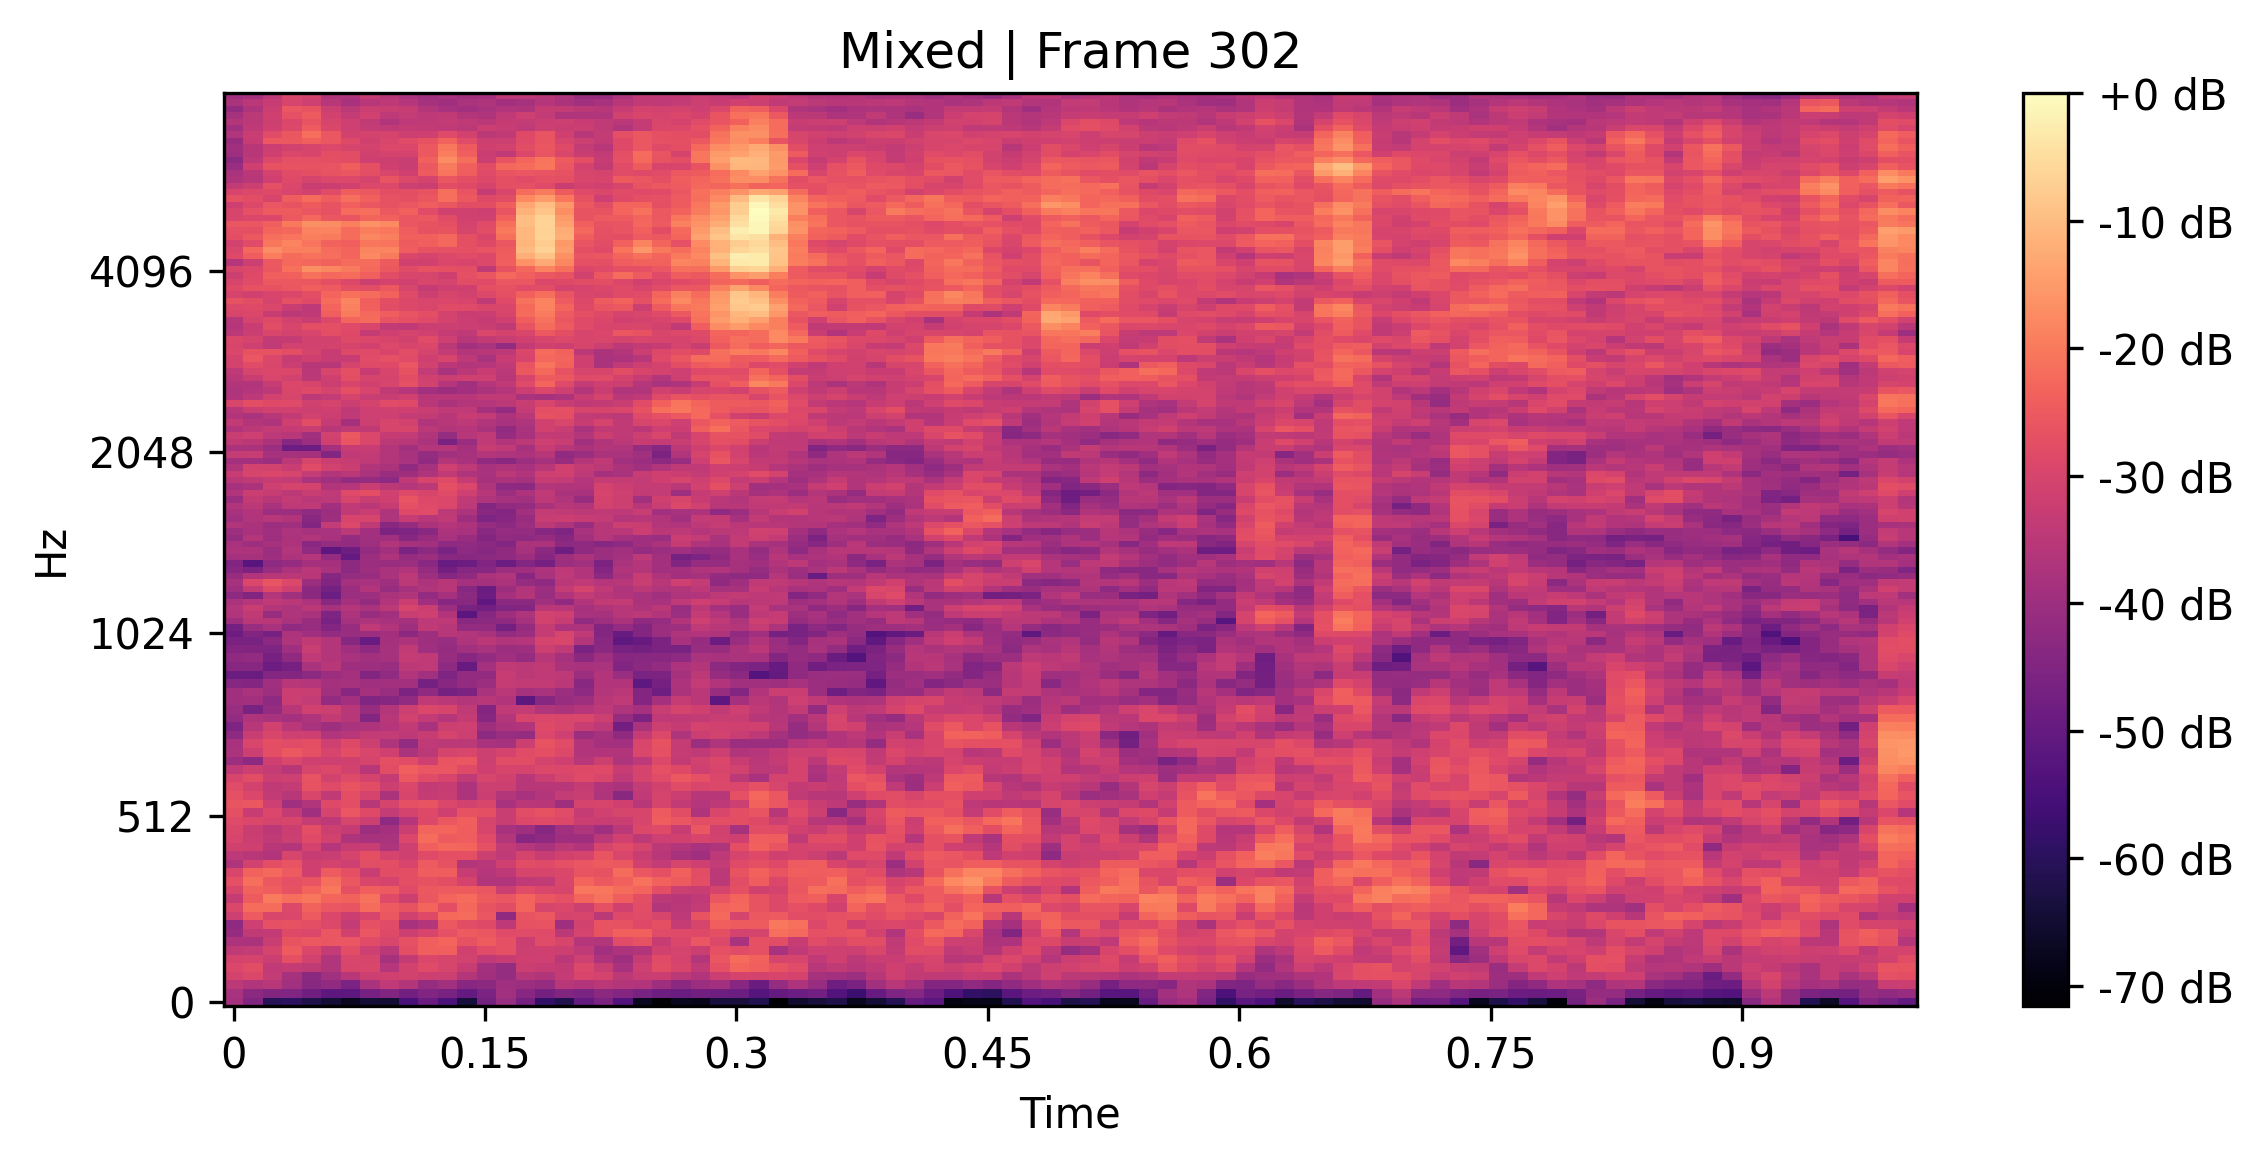 Mixed | Frame 302
+0 dB
-10 dB
-20 dB
-30 dB
-40 dB
-50 dB
-60 dB
-70 dB
4096
2048
1024
512
0
Hz
0 0.15 0.3 0.45 0.6 0.75 0.9
Time